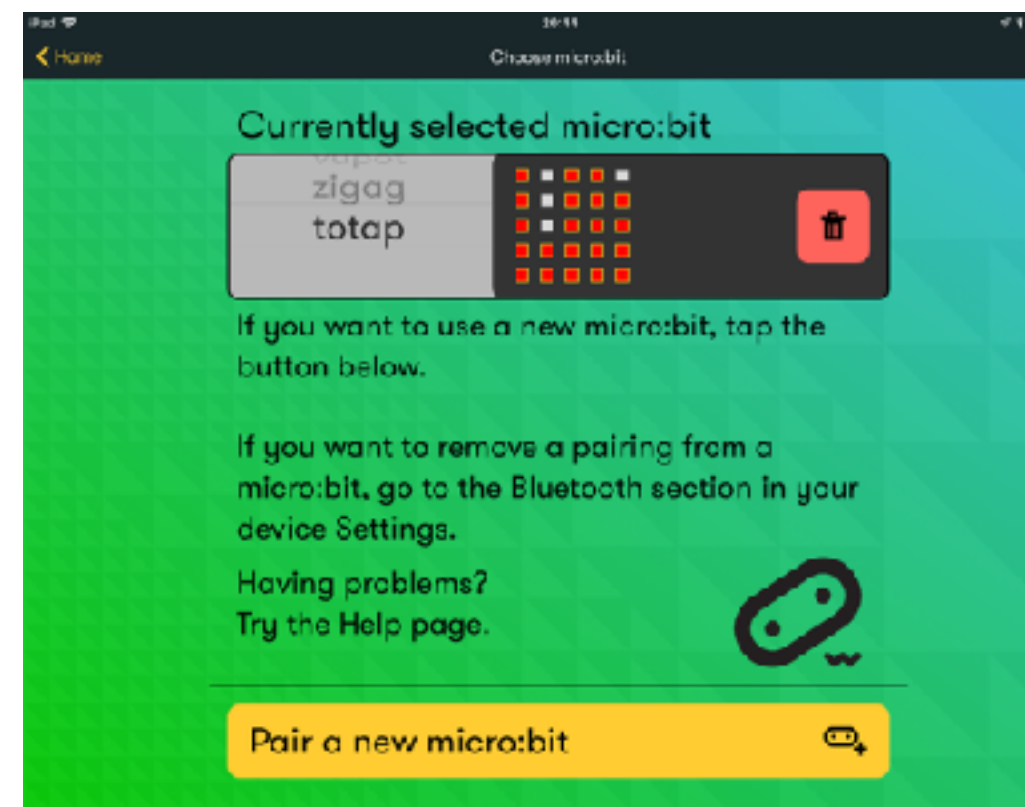 iPad
Home
Choose micro:bit
Currently selected micro:bit
zigag
totap
If you want to use a new micro:bit, tap the
button below.
If you want to remove a pairing from a
micro:bit, go to the Bluetooth section in your
device Settings.
Having problems?
Try the Help page.
Pair a new micro:bit